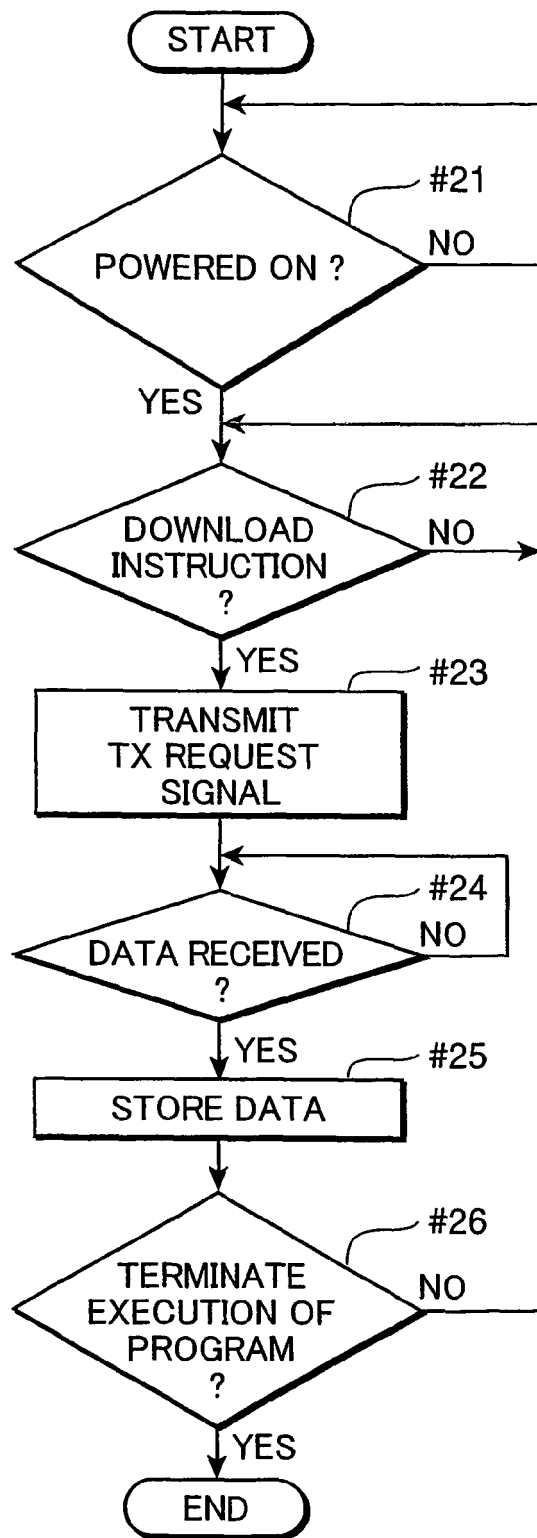 START
#21
POWERED ON ?
NO
YES
#22
DOWNLOAD
INSTRUCTION
?
NO
YES
#23
TRANSMIT
TX REQUEST
SIGNAL
#24
DATA RECEIVED
?
NO
YES
#25
STORE DATA
#26
TERMINATE
EXECUTION OF
PROGRAM
?
NO
YES
END